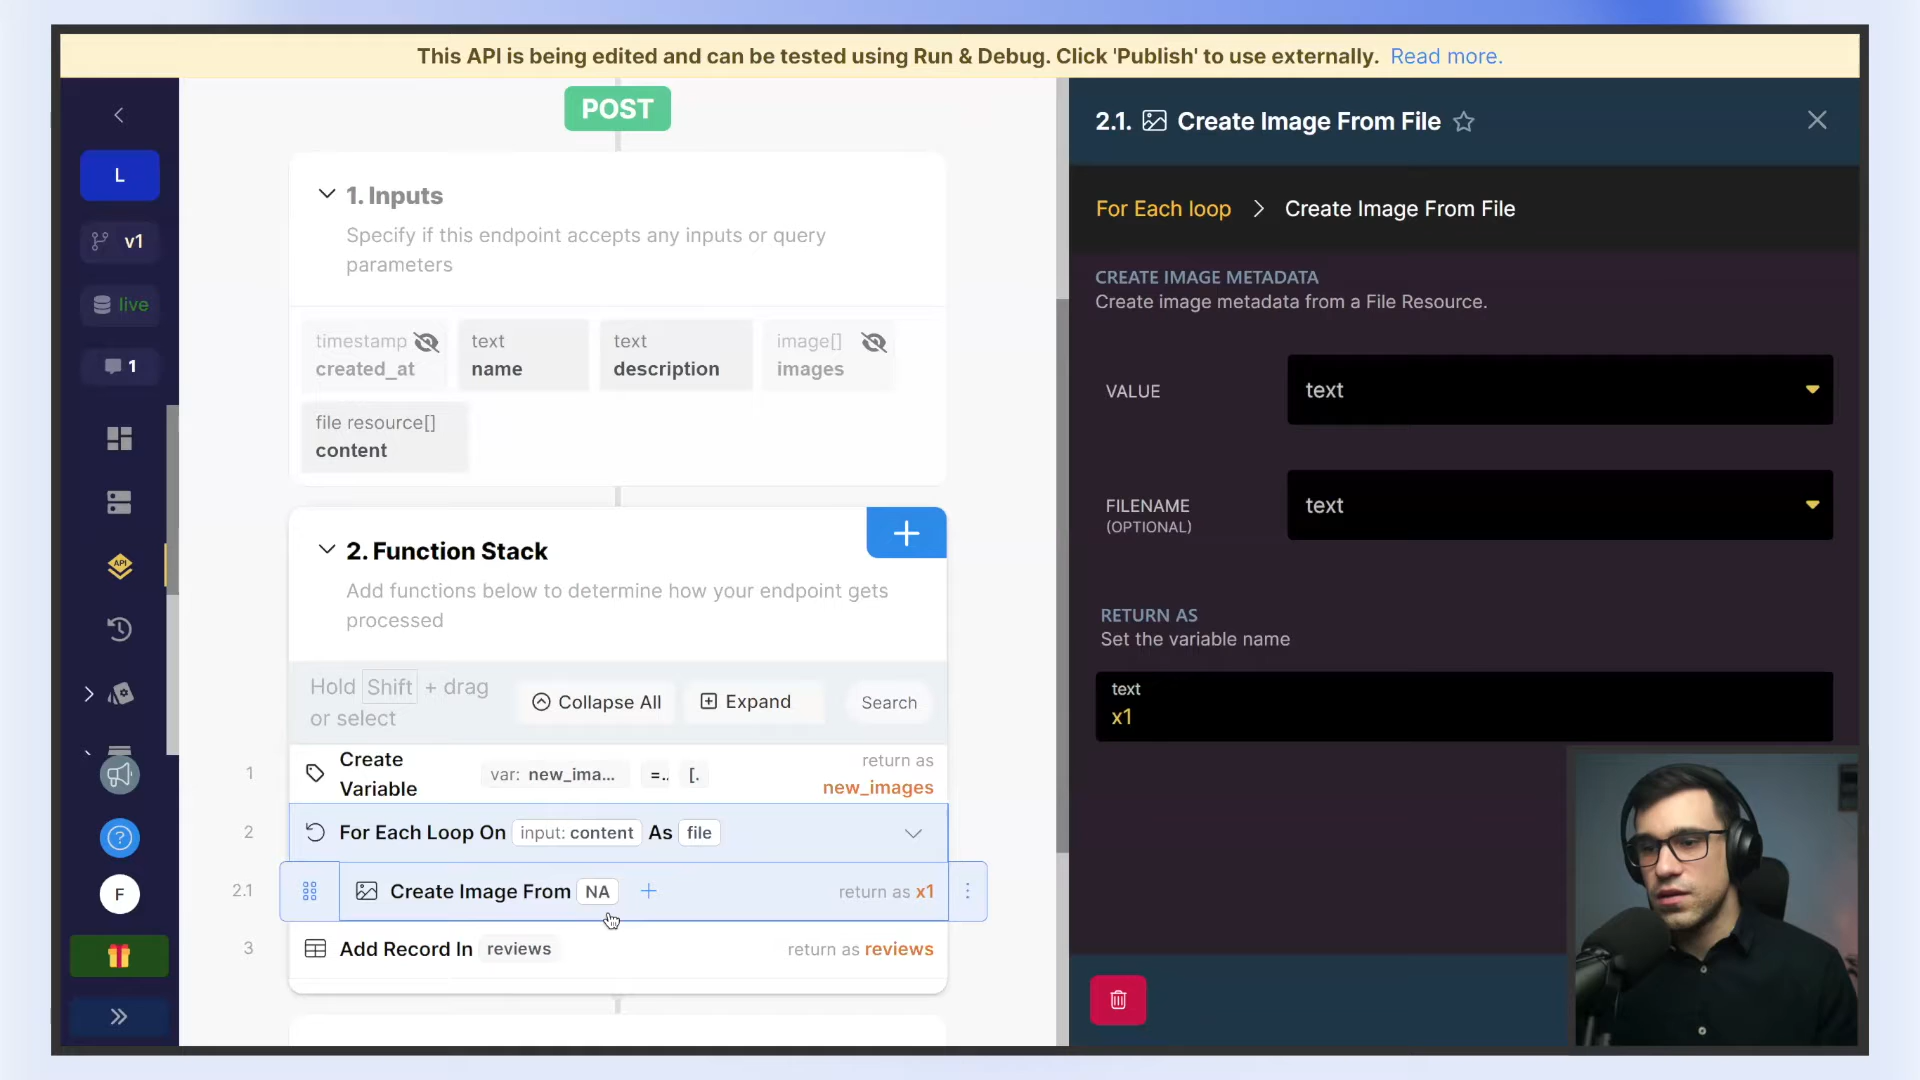 This API is being edited and can be tested using Run & Debug. Click 'Publish' to use externally. Read more.
L
v1
live
1
API
F
POST
1. Inputs
Specify if this endpoint accepts any inputs or query
parameters
timestamp
created_at
text
name
text
description
image[]
images
file resource[]
content
2. Function Stack
Add functions below to determine how your endpoint gets
processed
Hold Shift + drag
or select
Collapse All
Expand
Search
1
Create
Variable
var: new_ima...
=..
[.
return as
new_images
2
For Each Loop On input: content As file
2.1
Create Image From NA
return as x1
3
Add Record In reviews
return as reviews
2.1. Create Image From File
For Each loop > Create Image From File
CREATE IMAGE METADATA
Create image metadata from a File Resource.
VALUE
text
FILENAME
(OPTIONAL)
text
RETURN AS
Set the variable name
text
x1